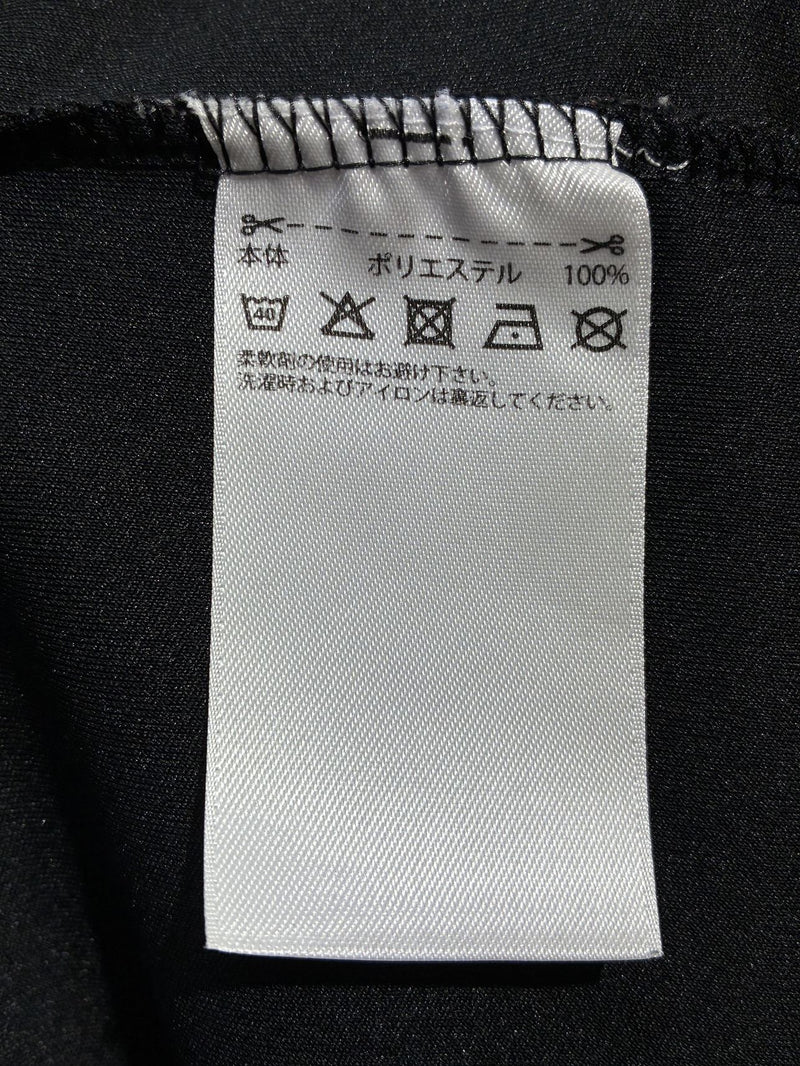 本体 ポリエステル 100%
40
柔軟剤の使用はお避け下さい。
洗濯時およびアイロンは裏返してください。